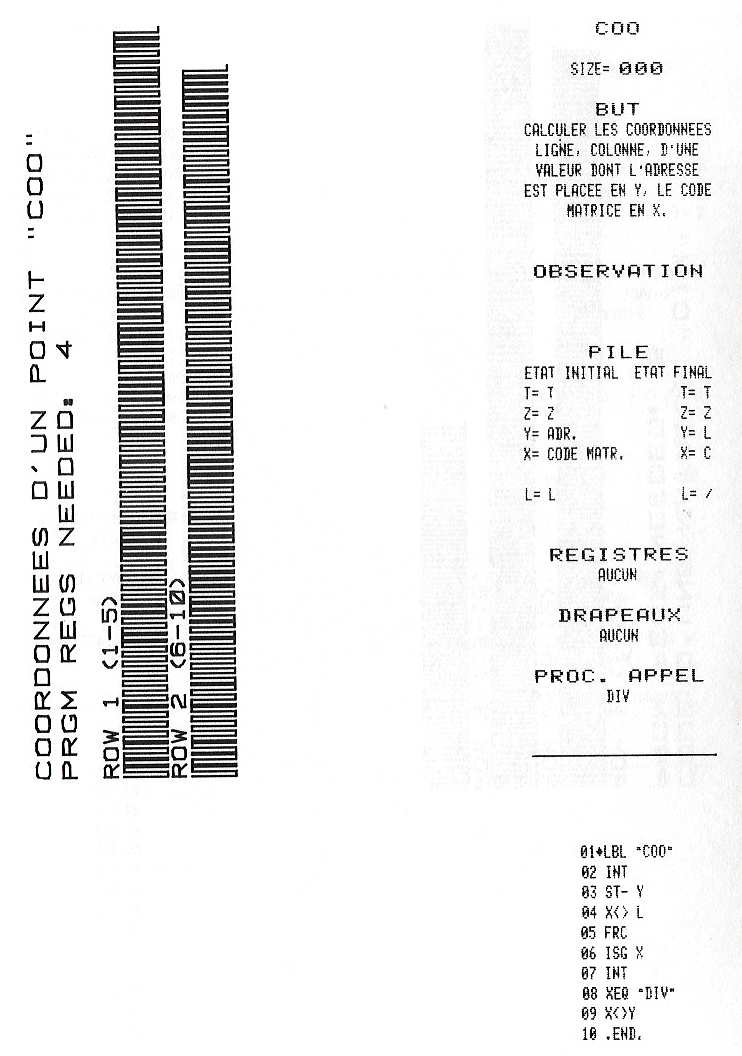 COORDONNEES D'UN POINT "COO"
PRGM REGS NEEDED: 4
ROW 1 (1-5)
ROW 2 (6-10)
COO
SIZE= 000
BUT
CALCULER LES COORDONNEES
LIGNE, COLONNE, D'UNE
VALEUR DONT L'ADRESSE
EST PLACEE EN Y, LE CODE
MATRICE EN X.
OBSERVATION
PILE
ETAT INITIAL ETAT FINAL
T= T T= T
Z= Z Z= Z
Y= ADR. Y= L
X= CODE MATR. X= C
L= L L= /
REGISTRES
AUCUN
DRAPEAUX
AUCUN
PROC. APPEL
DIV
01♦LBL "COO"
02 INT
03 ST- Y
04 X<> L
05 FRC
06 ISG X
07 INT
08 XEQ "DIV"
09 X<>Y
10 .END.